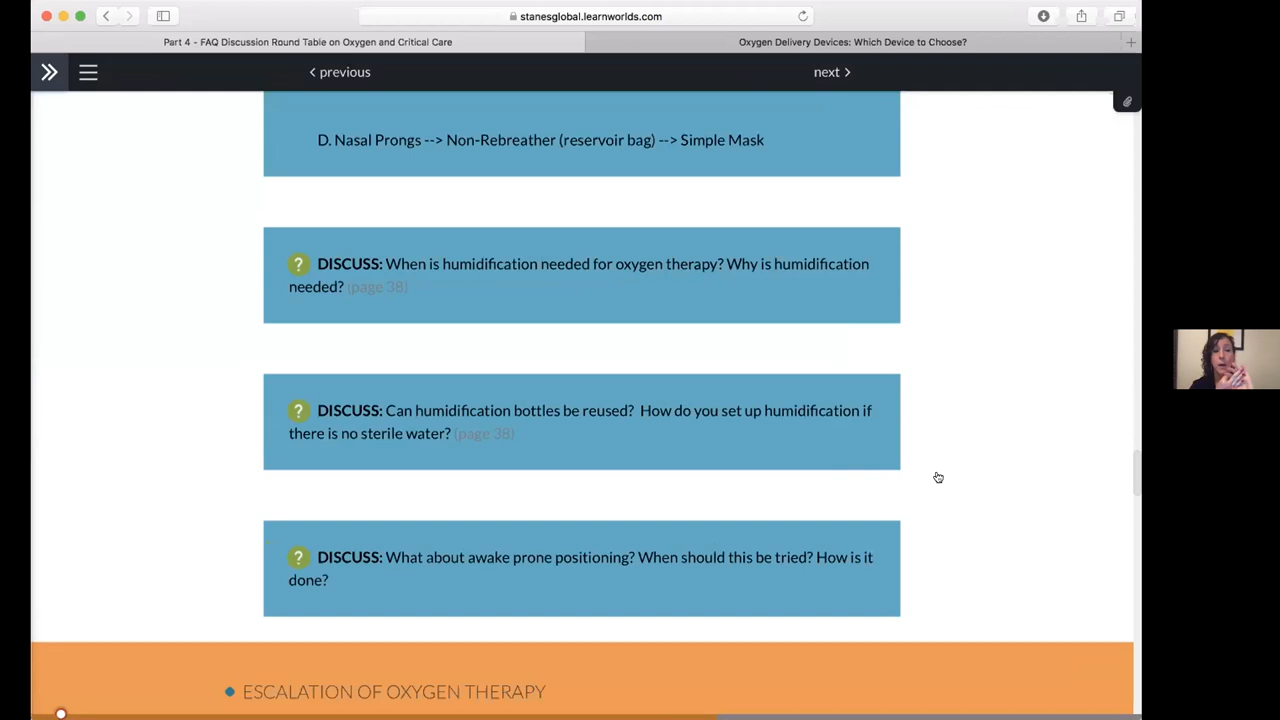 stanesglobal.learnworlds.com
Part 4 - FAQ Discussion Round Table on Oxygen and Critical Care
Oxygen Delivery Devices: Which Device to Choose?
previous
next
D. Nasal Prongs --> Non-Rebreather (reservoir bag) --> Simple Mask
? DISCUSS: When is humidification needed for oxygen therapy? Why is humidification
needed? (page 38)
? DISCUSS: Can humidification bottles be reused? How do you set up humidification if
there is no sterile water? (page 38)
? DISCUSS: What about awake prone positioning? When should this be tried? How is it
done?
ESCALATION OF OXYGEN THERAPY